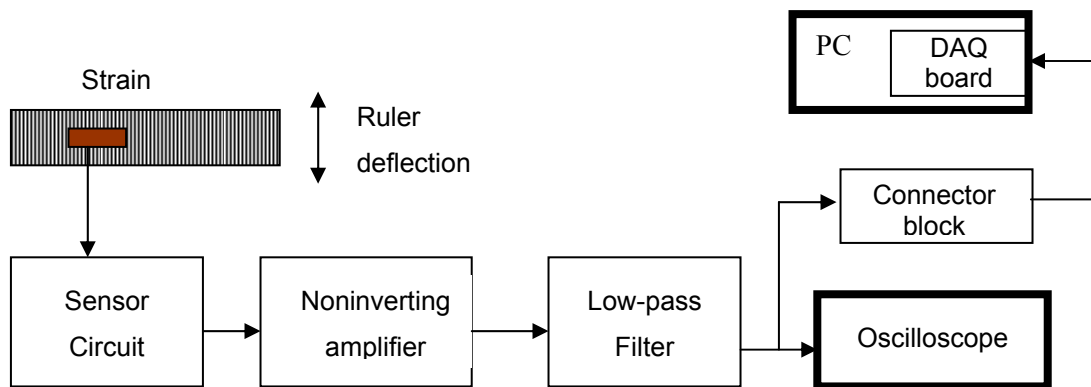 PC
DAQ
board
Strain
Ruler
deflection
Connector
block
Sensor
Circuit
Noninverting
amplifier
Low-pass
Filter
Oscilloscope